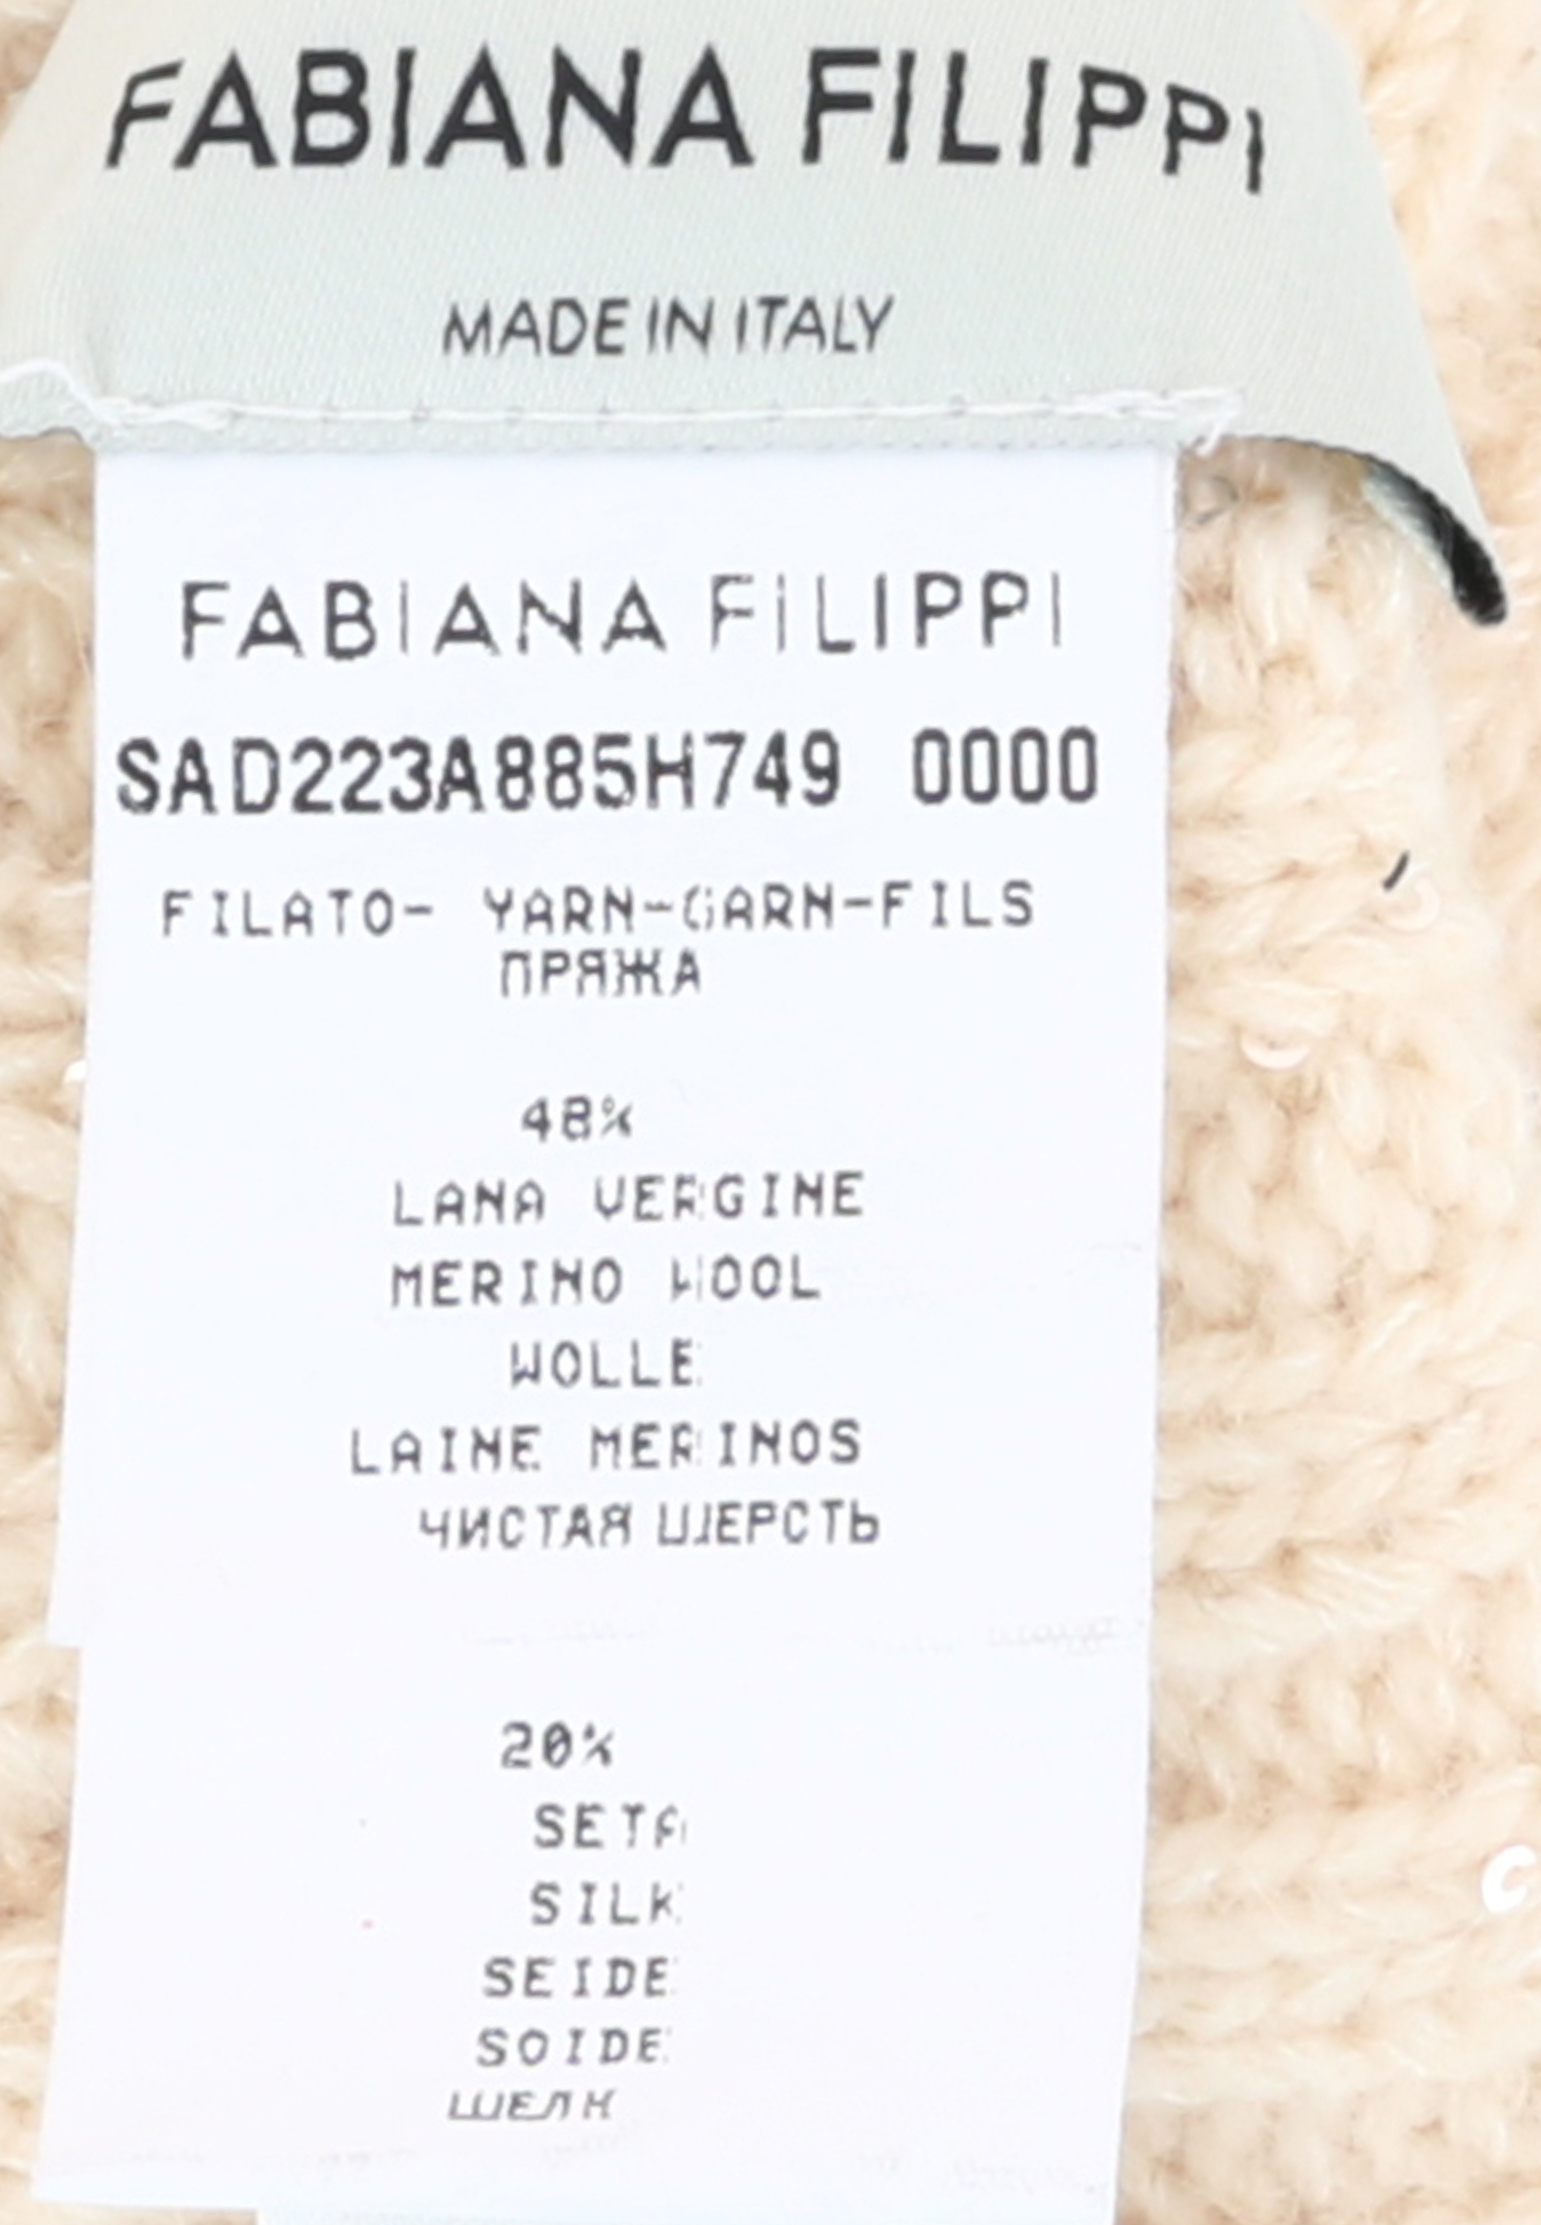 FABIANA FILIPPI
MADE IN ITALY
FABIANA FILIPPI
SAD223A885H749 0000
FILATO- YARN-GARN-FILS
ПРЯЖА
48%
LANA VERGINE
MERINO WOOL
WOLLE
LAINE MERINOS
ЧИСТАЯ ШЕРСТЬ
20%
SETA
SILK
SEIDE
SOIDE
ШЕЛК